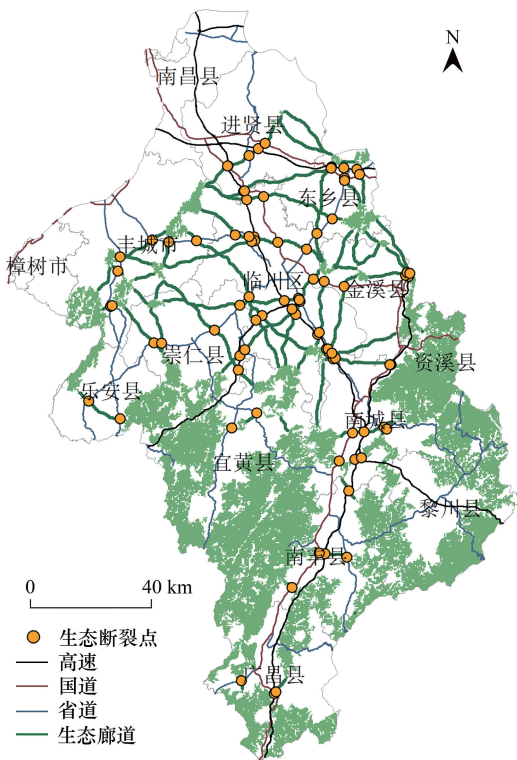 N
南昌县
进贤县
东乡县
丰城市
樟树市
临川区
金溪县
崇仁县
资溪县
乐安县
南城县
宜黄县
黎川县
南丰县
0 40 km
生态断裂点
高速
国道
省道
生态廊道
广昌县